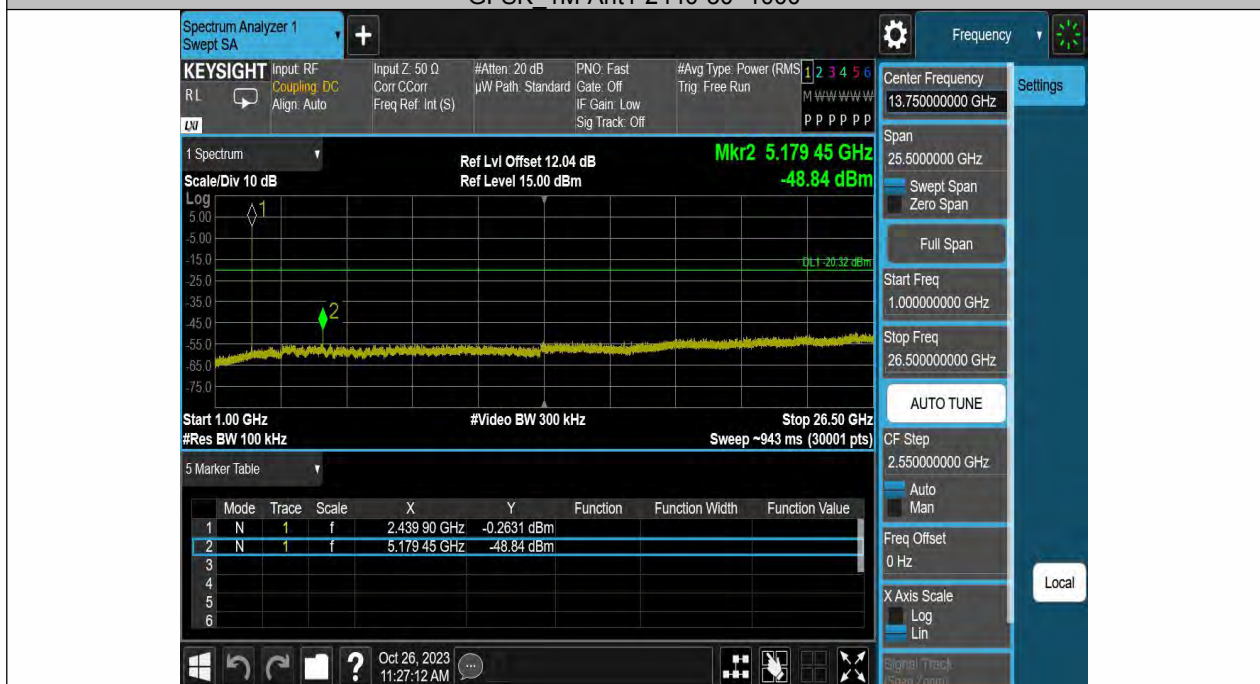 Spectrum Analyzer 1
Swept SA
Frequency
KEYSIGHT
RL
LXI
Input: RF
Coupling: DC
Align: Auto
Input Z: 50 Ω
Corr CCorr
Freq Ref: Int (S)
#Atten: 20 dB
µW Path: Standard
PNO: Fast
Gate: Off
IF Gain: Low
Sig Track: Off
#Avg Type: Power (RMS
Trig: Free Run
1 2 3 4 5 6
M W W W W W
P P P P P P
1 Spectrum
Scale/Div 10 dB
Ref Lvl Offset 12.04 dB
Ref Level 15.00 dBm
Mkr2 5.179 45 GHz
-48.84 dBm
Log
5.00
-5.00
-15.0
-25.0
-35.0
-45.0
-55.0
-65.0
-75.0
1
2
DL1 -20.32 dBm
Start 1.00 GHz
#Video BW 300 kHz
Stop 26.50 GHz
#Res BW 100 kHz
Sweep ~943 ms (30001 pts)
5 Marker Table
Mode Trace Scale X Y Function Function Width Function Value
1 N 1 f 2.439 90 GHz -0.2631 dBm
2 N 1 f 5.179 45 GHz -48.84 dBm
3
4
5
6
Oct 26, 2023
11:27:12 AM
Center Frequency
13.750000000 GHz
Span
25.5000000 GHz
Swept Span
Zero Span
Full Span
Start Freq
1.000000000 GHz
Stop Freq
26.500000000 GHz
AUTO TUNE
CF Step
2.550000000 GHz
Auto
Man
Freq Offset
0 Hz
X Axis Scale
Log
Lin
Signal Track
(Span Zoom)
Settings
Local